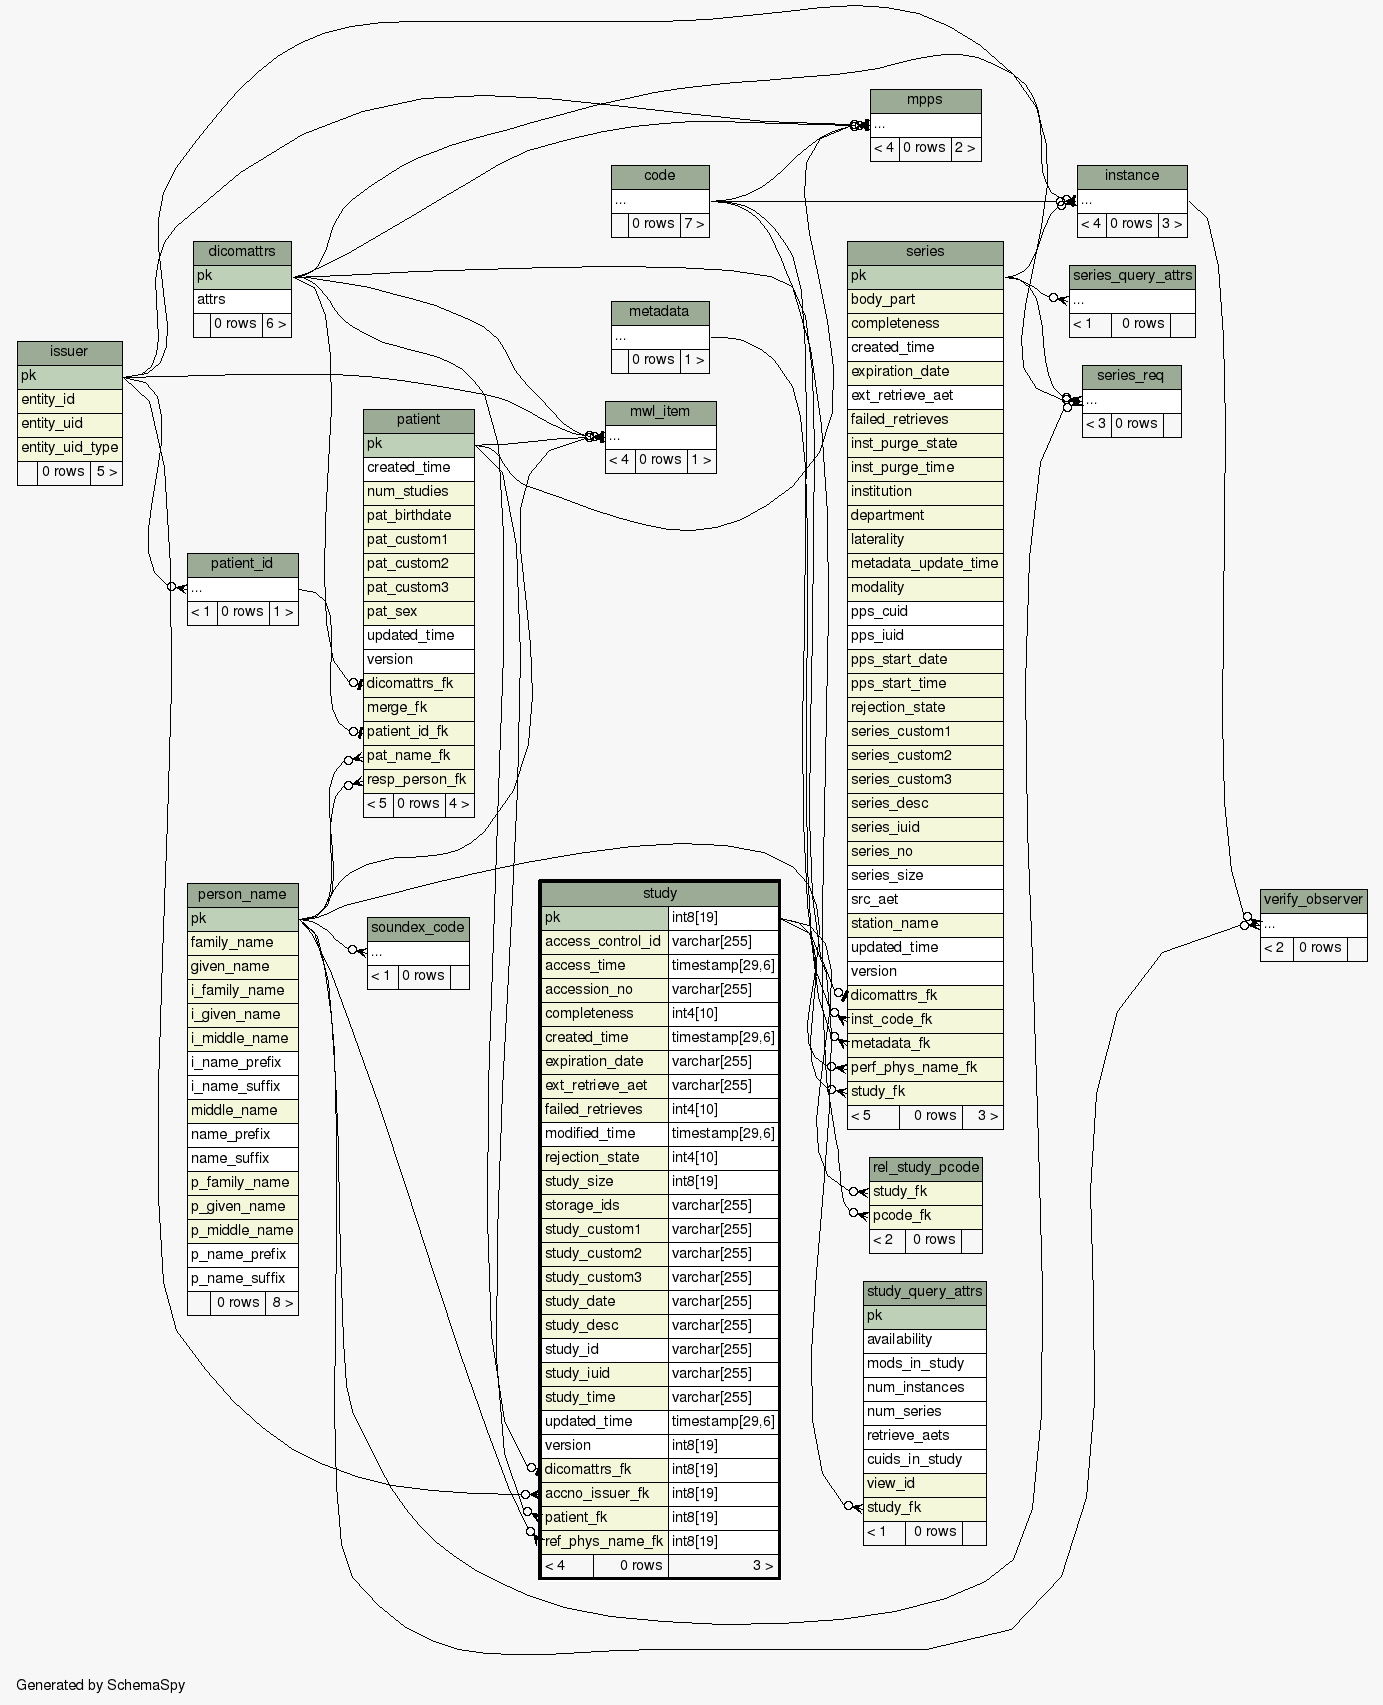 mpps
...
< 4 0 rows 2 >
code
...
0 rows 7 >
instance
...
< 4 0 rows 3 >
dicomattrs
pk
attrs
0 rows 6 >
series
pk
body_part
completeness
created_time
expiration_date
ext_retrieve_aet
failed_retrieves
inst_purge_state
inst_purge_time
institution
department
laterality
metadata_update_time
modality
pps_cuid
pps_iuid
pps_start_date
pps_start_time
rejection_state
series_custom1
series_custom2
series_custom3
series_desc
series_iuid
series_no
series_size
src_aet
station_name
updated_time
version
dicomattrs_fk
inst_code_fk
metadata_fk
perf_phys_name_fk
study_fk
< 5 0 rows 3 >
series_query_attrs
...
< 1 0 rows
metadata
...
0 rows 1 >
issuer
pk
entity_id
entity_uid
entity_uid_type
0 rows 5 >
series_req
...
< 3 0 rows
mwl_item
...
< 4 0 rows 1 >
patient
pk
created_time
num_studies
pat_birthdate
pat_custom1
pat_custom2
pat_custom3
pat_sex
updated_time
version
dicomattrs_fk
merge_fk
patient_id_fk
pat_name_fk
resp_person_fk
< 5 0 rows 4 >
patient_id
...
< 1 0 rows 1 >
person_name
pk
family_name
given_name
i_family_name
i_given_name
i_middle_name
i_name_prefix
i_name_suffix
middle_name
name_prefix
name_suffix
p_family_name
p_given_name
p_middle_name
p_name_prefix
p_name_suffix
0 rows 8 >
soundex_code
...
< 1 0 rows
study
pk int8[19]
access_control_id varchar[255]
access_time timestamp[29,6]
accession_no varchar[255]
completeness int4[10]
created_time timestamp[29,6]
expiration_date varchar[255]
ext_retrieve_aet varchar[255]
failed_retrieves int4[10]
modified_time timestamp[29,6]
rejection_state int4[10]
study_size int8[19]
storage_ids varchar[255]
study_custom1 varchar[255]
study_custom2 varchar[255]
study_custom3 varchar[255]
study_date varchar[255]
study_desc varchar[255]
study_id varchar[255]
study_iuid varchar[255]
study_time varchar[255]
updated_time timestamp[29,6]
version int8[19]
dicomattrs_fk int8[19]
accno_issuer_fk int8[19]
patient_fk int8[19]
ref_phys_name_fk int8[19]
< 4 0 rows 3 >
verify_observer
...
< 2 0 rows
rel_study_pcode
study_fk
pcode_fk
< 2 0 rows
study_query_attrs
pk
availability
mods_in_study
num_instances
num_series
retrieve_aets
cuids_in_study
view_id
study_fk
< 1 0 rows
Generated by SchemaSpy